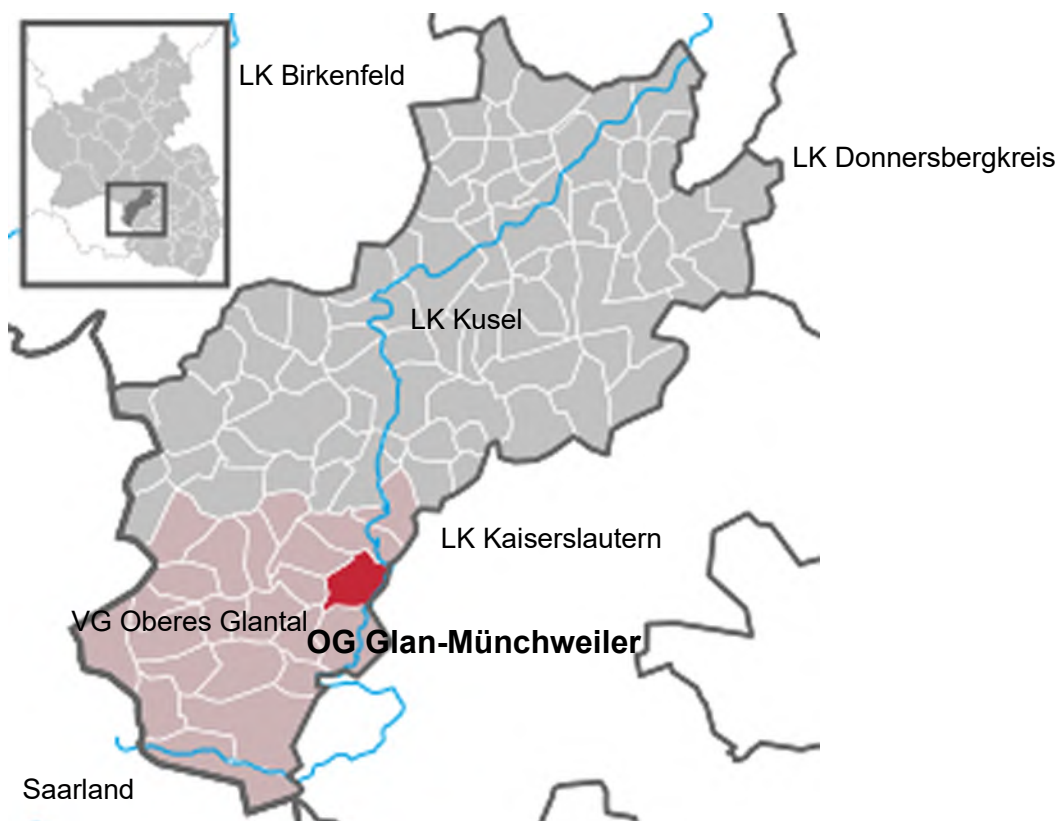 LK Birkenfeld
LK Donnersbergkreis
LK Kusel
LK Kaiserslautern
VG Oberes Glantal
OG Glan-Münchweiler
Saarland